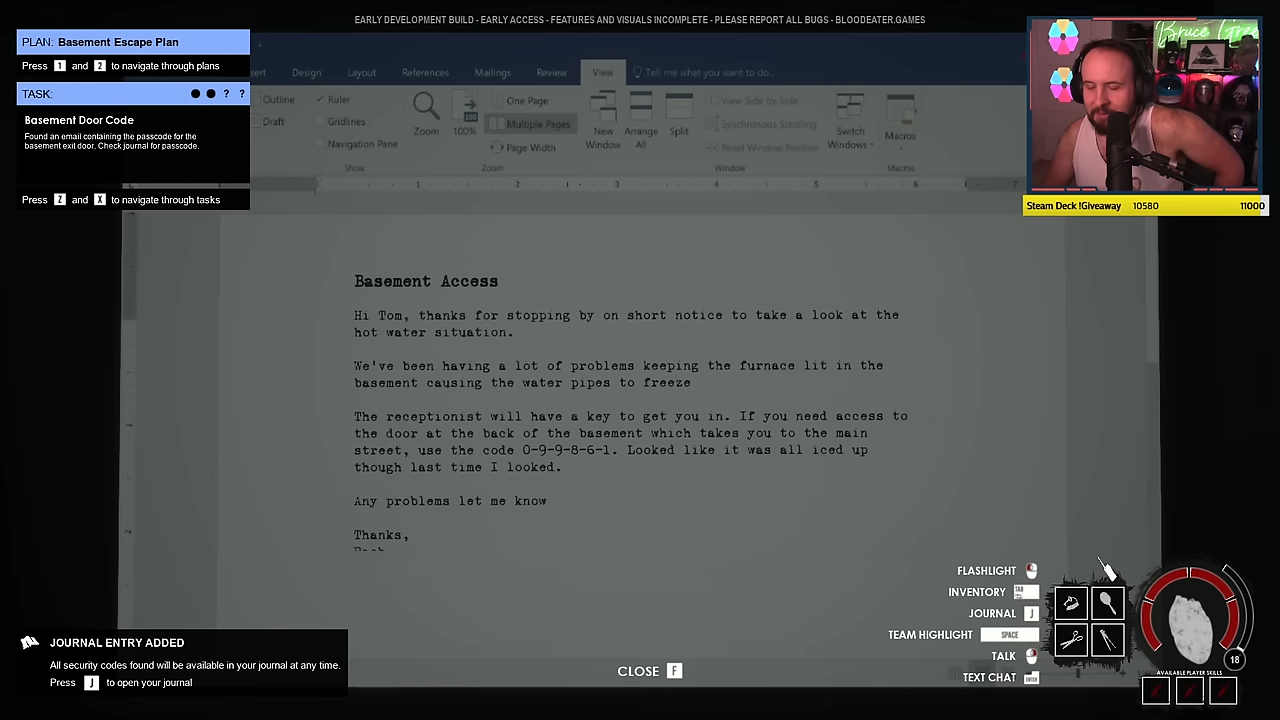 EARLY DEVELOPMENT BUILD - EARLY ACCESS - FEATURES AND VISUALS INCOMPLETE - PLEASE REPORT ALL BUGS - BLOODEATER.GAMES
PLAN: Basement Escape Plan
Press 1 and 2 to navigate through plans
TASK: ? ?
Basement Door Code
Found an email containing the passcode for the
basement exit door. Check journal for passcode.
Press Z and X to navigate through tasks
Design Layout References Mailings Review View Tell me what you want to do...
Outline
Draft
Ruler
Gridlines
Navigation Pane
Show
Zoom
100%
One Page
Multiple Pages
Page Width
Zoom
New
Window
Arrange
All
Split
View Side by Side
Synchronous Scrolling
Reset Window Position
Window
Switch
Windows
Macros
Macros
1 2 3 4 5 6 7
Steam Deck !Giveaway 10580 11000
Basement Access
Hi Tom, thanks for stopping by on short notice to take a look at the
hot water situation.
We've been having a lot of problems keeping the furnace lit in the
basement causing the water pipes to freeze
The receptionist will have a key to get you in. If you need access to
the door at the back of the basement which takes you to the main
street, use the code 0-9-9-8-6-1. Looked like it was all iced up
though last time I looked.
Any problems let me know
Thanks,
FLASHLIGHT
INVENTORY TAB
JOURNAL J
TEAM HIGHLIGHT SPACE
TALK
TEXT CHAT ENTER
CLOSE F
18
AVAILABLE PLAYER SKILLS
JOURNAL ENTRY ADDED
All security codes found will be available in your journal at any time.
Press J to open your journal